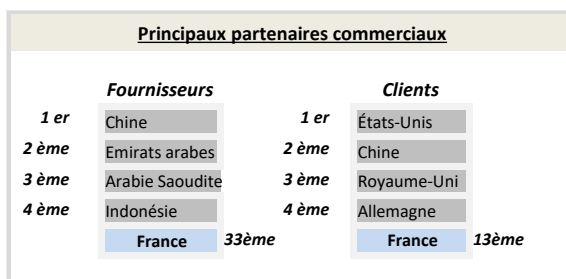 Principaux partenaires commerciaux
Fournisseurs Clients
1 er Chine 1 er États-Unis
2 ème Emirats arabes 2 ème Chine
3 ème Arabie Saoudite 3 ème Royaume-Uni
4 ème Indonésie 4 ème Allemagne
France 33ème France 13ème